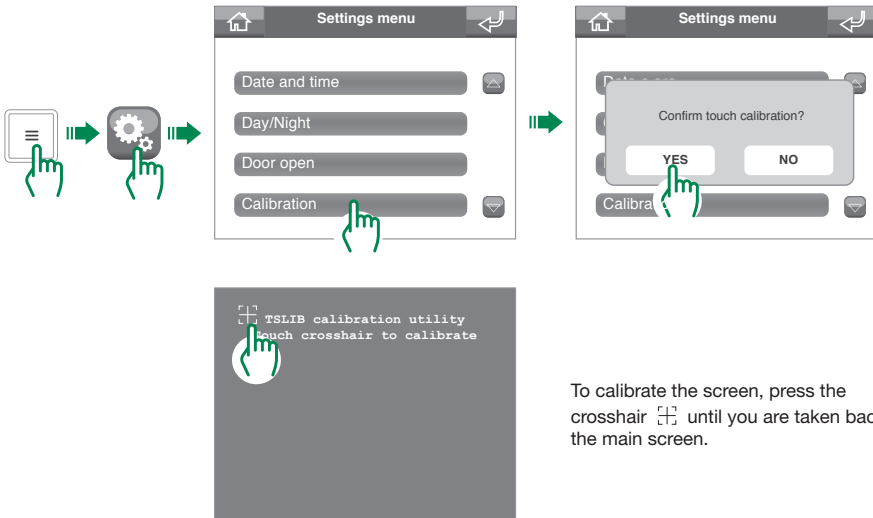 Settings menu
Date and time
Day/Night
Door open
Calibration
Settings menu
Confirm touch calibration?
YES
NO
Calibra
TSLIB calibration utility
Touch crosshair to calibrate
To calibrate the screen, press the
crosshair until you are taken bac
the main screen.